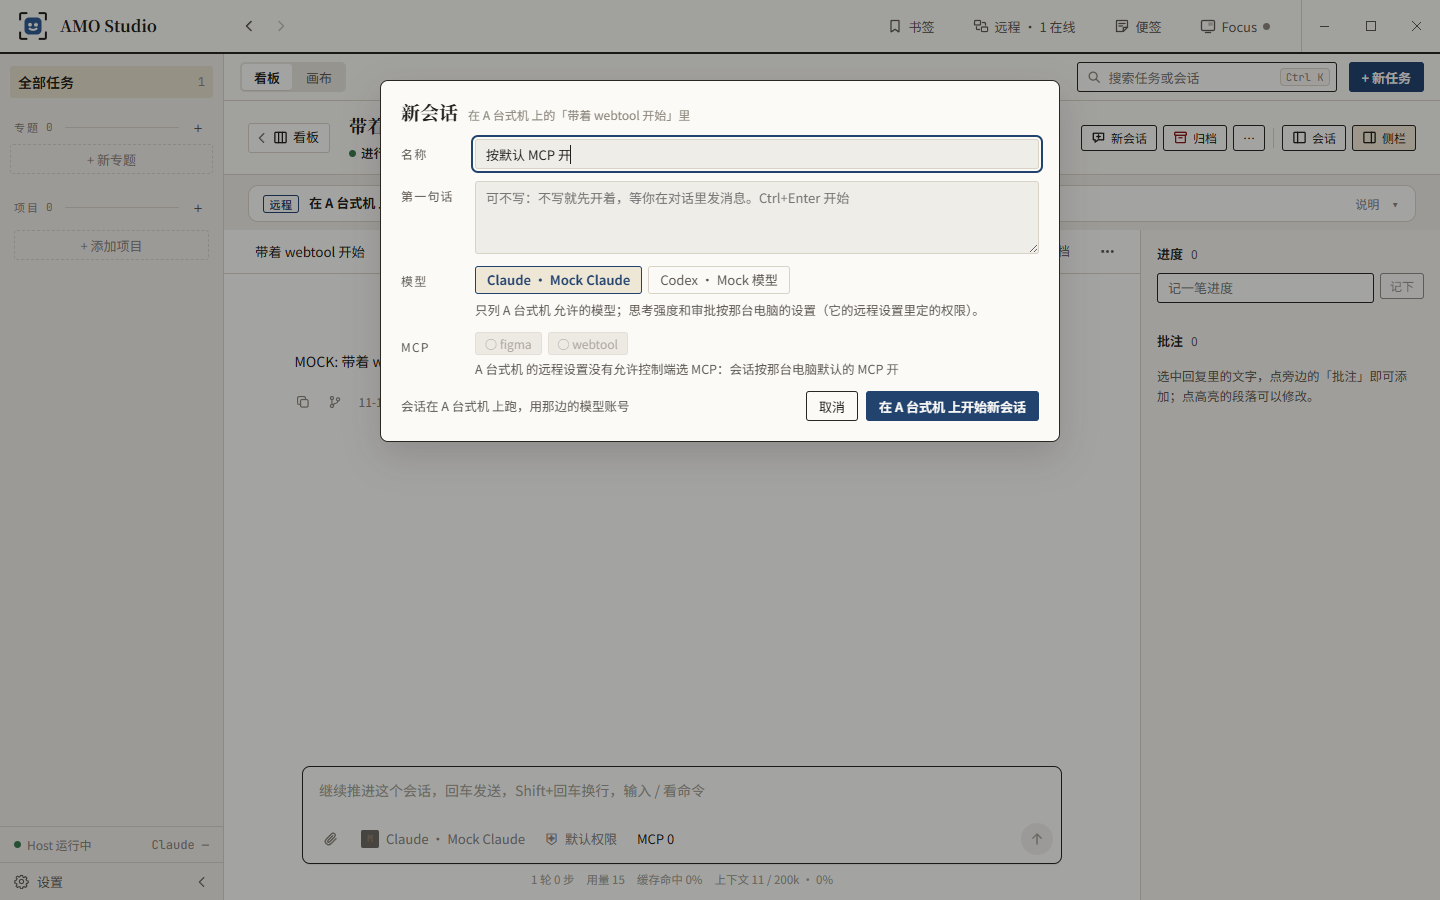 AMO Studio
书签
远程 · 1 在线
便签
Focus
全部任务 1
看板
画布
搜索任务或会话
Ctrl K
+ 新任务
专题 0
+
+ 新专题
项目 0
+
+ 添加项目
看板
新会话
归档
···
会话
侧栏
远程
在 A 台式机
说明
带着 webtool 开始
MOCK: 带着
新会话
在 A 台式机 上的「带着 webtool 开始」里
名称
按默认 MCP 开
第一句话
可不写：不写就先开着，等你在对话里发消息。Ctrl+Enter 开始
模型
Claude · Mock Claude
Codex · Mock 模型
只列 A 台式机 允许的模型；思考强度和审批按那台电脑的设置（它的远程设置里定的权限）。
MCP
figma
webtool
A 台式机 的远程设置没有允许控制端选 MCP：会话按那台电脑默认的 MCP 开
会话在 A 台式机 上跑，用那边的模型账号
取消
在 A 台式机 上开始新会话
进度 0
记一笔进度
记下
批注 0
选中回复里的文字，点旁边的「批注」即可添
加；点高亮的段落可以修改。
继续推进这个会话，回车发送，Shift+回车换行，输入 / 看命令
Claude · Mock Claude
默认权限
MCP 0
1 轮 0 步
用量 15
缓存命中 0%
上下文 11 / 200k · 0%
Host 运行中
Claude —
设置